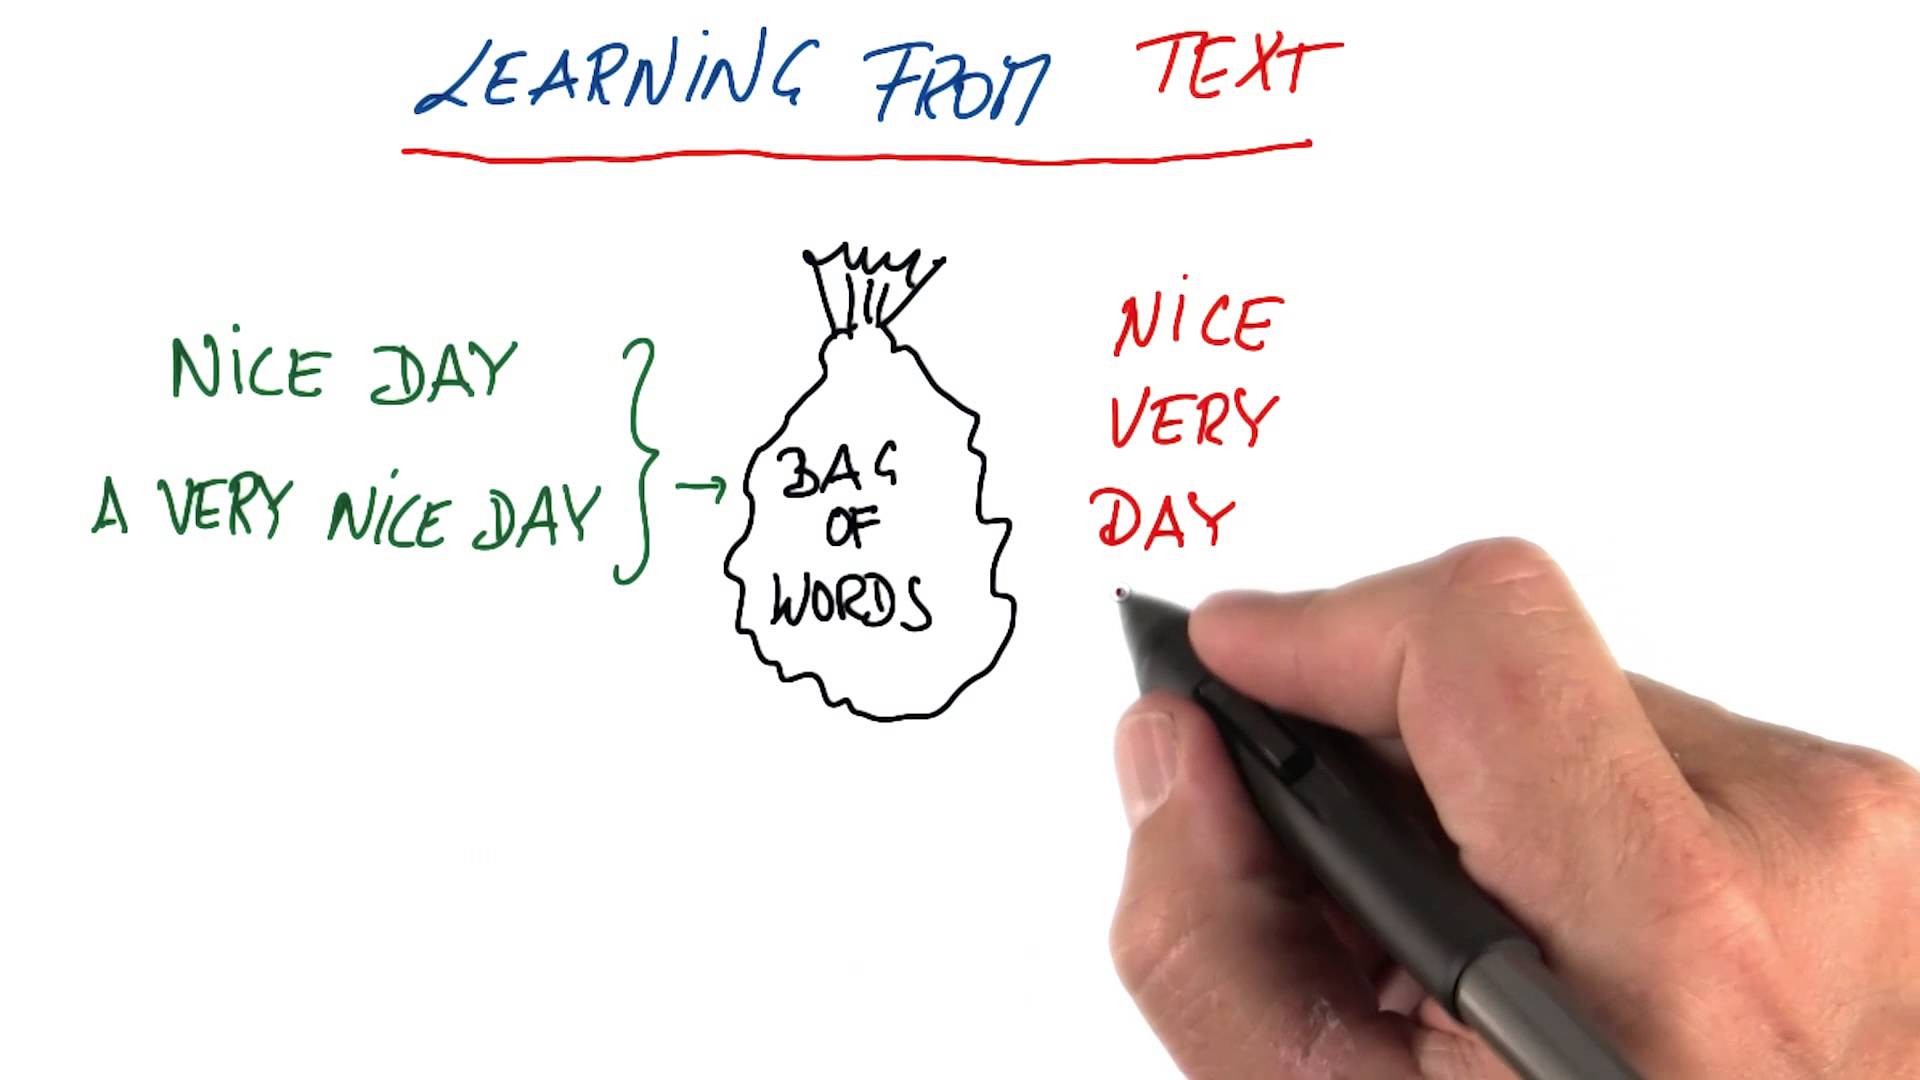 LEARNING FROM TEXT
NICE DAY
A VERY NICE DAY
BAG
OF
WORDS
NICE
VERY
DAY